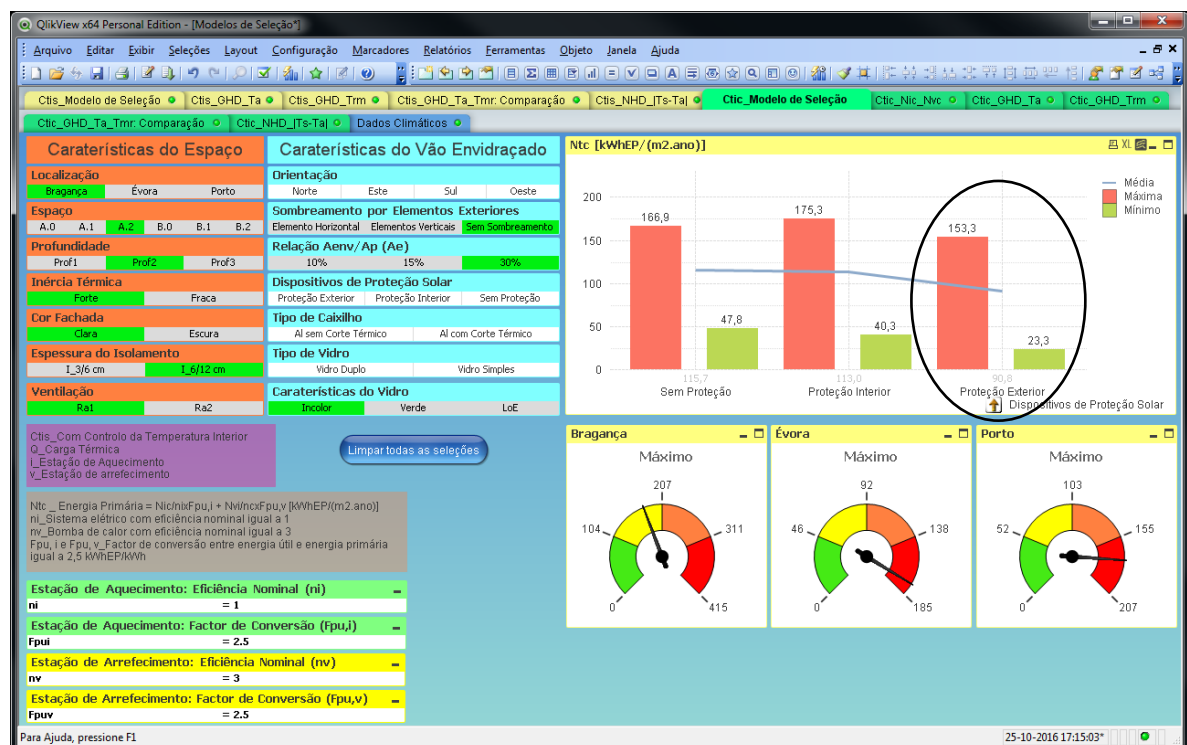 QlikView x64 Personal Edition - [Modelos de Seleção*]
Arquivo Editar Exibir Seleções Layout Configuração Marcadores Relatórios Ferramentas Objeto Janela Ajuda
Ctis_Modelo de Seleção Ctis_GHD_Ta Ctis_GHD_Trm Ctis_GHD_Ta_Tmr: Comparação Ctis_NHD_|Ts-Ta| Ctic_Modelo de Seleção Ctic_Nic_Nvc Ctic_GHD_Ta Ctic_GHD_Trm
Ctic_GHD_Ta_Tmr: Comparação Ctic_NHD_|Ts-Ta| Dados Climáticos
Caraterísticas do Espaço
Localização
Bragança Évora Porto
Espaço
A.0 A.1 A.2 B.0 B.1 B.2
Profundidade
Prof1 Prof2 Prof3
Inércia Térmica
Forte Fraca
Cor Fachada
Clara Escura
Espessura do Isolamento
I_3/6 cm I_6/12 cm
Ventilação
Ra1 Ra2
Caraterísticas do Vão Envidraçado
Orientação
Norte Este Sul Oeste
Sombreamento por Elementos Exteriores
Elemento Horizontal Elementos Verticais Sem Sombreamento
Relação Aenv/Ap (Ae)
10% 15% 30%
Dispositivos de Proteção Solar
Proteção Exterior Proteção Interior Sem Proteção
Tipo de Caixilho
Al sem Corte Térmico Al com Corte Térmico
Tipo de Vidro
Vidro Duplo Vidro Simples
Caraterísticas do Vidro
Incolor Verde LoE
Ntc [kWhEP/(m2.ano)]
XL
Média
Máxima
Mínimo
200
150
100
50
0
166,9
47,8
175,3
40,3
153,3
23,3
115,7 113,0 90,8
Sem Proteção Proteção Interior Proteção Exterior
Dispositivos de Proteção Solar
Ctis_Com Controlo da Temperatura Interior
Q_Carga Térmica
i_Estação de Aquecimento
v_Estação de arrefecimento
Limpar todas as seleções
Ntc _ Energia Primária = Nic/nixFpu,i + Nvi/ncxFpu,v [kWhEP/(m2.ano)]
ni_Sistema elétrico com eficiência nominal igual a 1
nv_Bomba de calor com eficiência nominal igual a 3
Fpu, i e Fpu, v_Factor de conversão entre energia útil e energia primária
igual a 2,5 kWhEP/kWh
Estação de Aquecimento: Eficiência Nominal (ni)
ni = 1
Estação de Aquecimento: Factor de Conversão (Fpu,i)
Fpui = 2.5
Estação de Arrefecimento: Eficiência Nominal (nv)
nv = 3
Estação de Arrefecimento: Factor de Conversão (Fpu,v)
Fpuv = 2.5
Bragança
Máximo
207
104 311
0 415
Évora
Máximo
92
46 138
0 185
Porto
Máximo
103
52 155
0 207
Para Ajuda, pressione F1
25-10-2016 17:15:03*